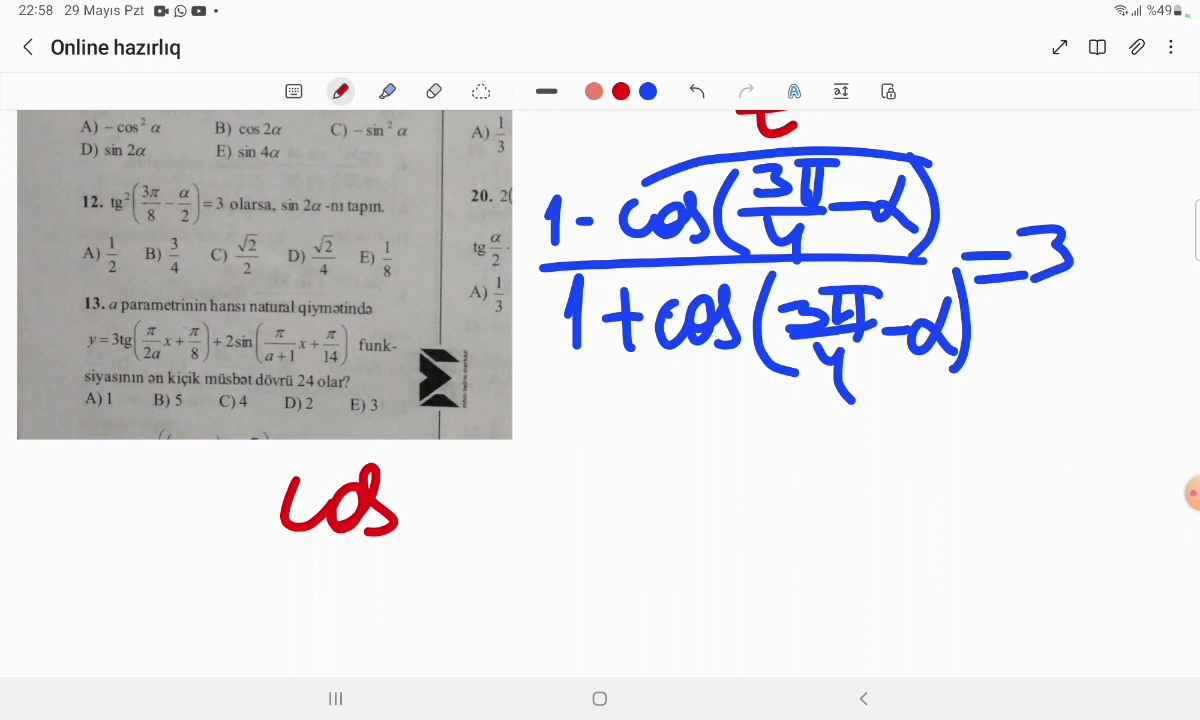 22:58 29 Mayıs Pzt • %49
Online hazırlıq
A) – cos² α B) cos 2α C) – sin² α
D) sin 2α E) sin 4α
12. tg²(3π/8 − α/2) = 3 olarsa, sin 2α -nı tapın.
A) 1/2 B) 3/4 C) √2/2 D) √2/4 E) 1/8
13. a parametrinin hansı natural qiymətində
y = 3tg(π/2a x + π/8) + 2sin(π/a+1 x + π/14) funk-
siyasının ən kiçik müsbət dövrü 24 olar?
A) 1 B) 5 C) 4 D) 2 E) 3
A) 1/3
20. 2(
tg α/2 ·
A) 1/3
1 - cos(3π/4 - α) / 1 + cos(3π/4 - α) = 3
cos